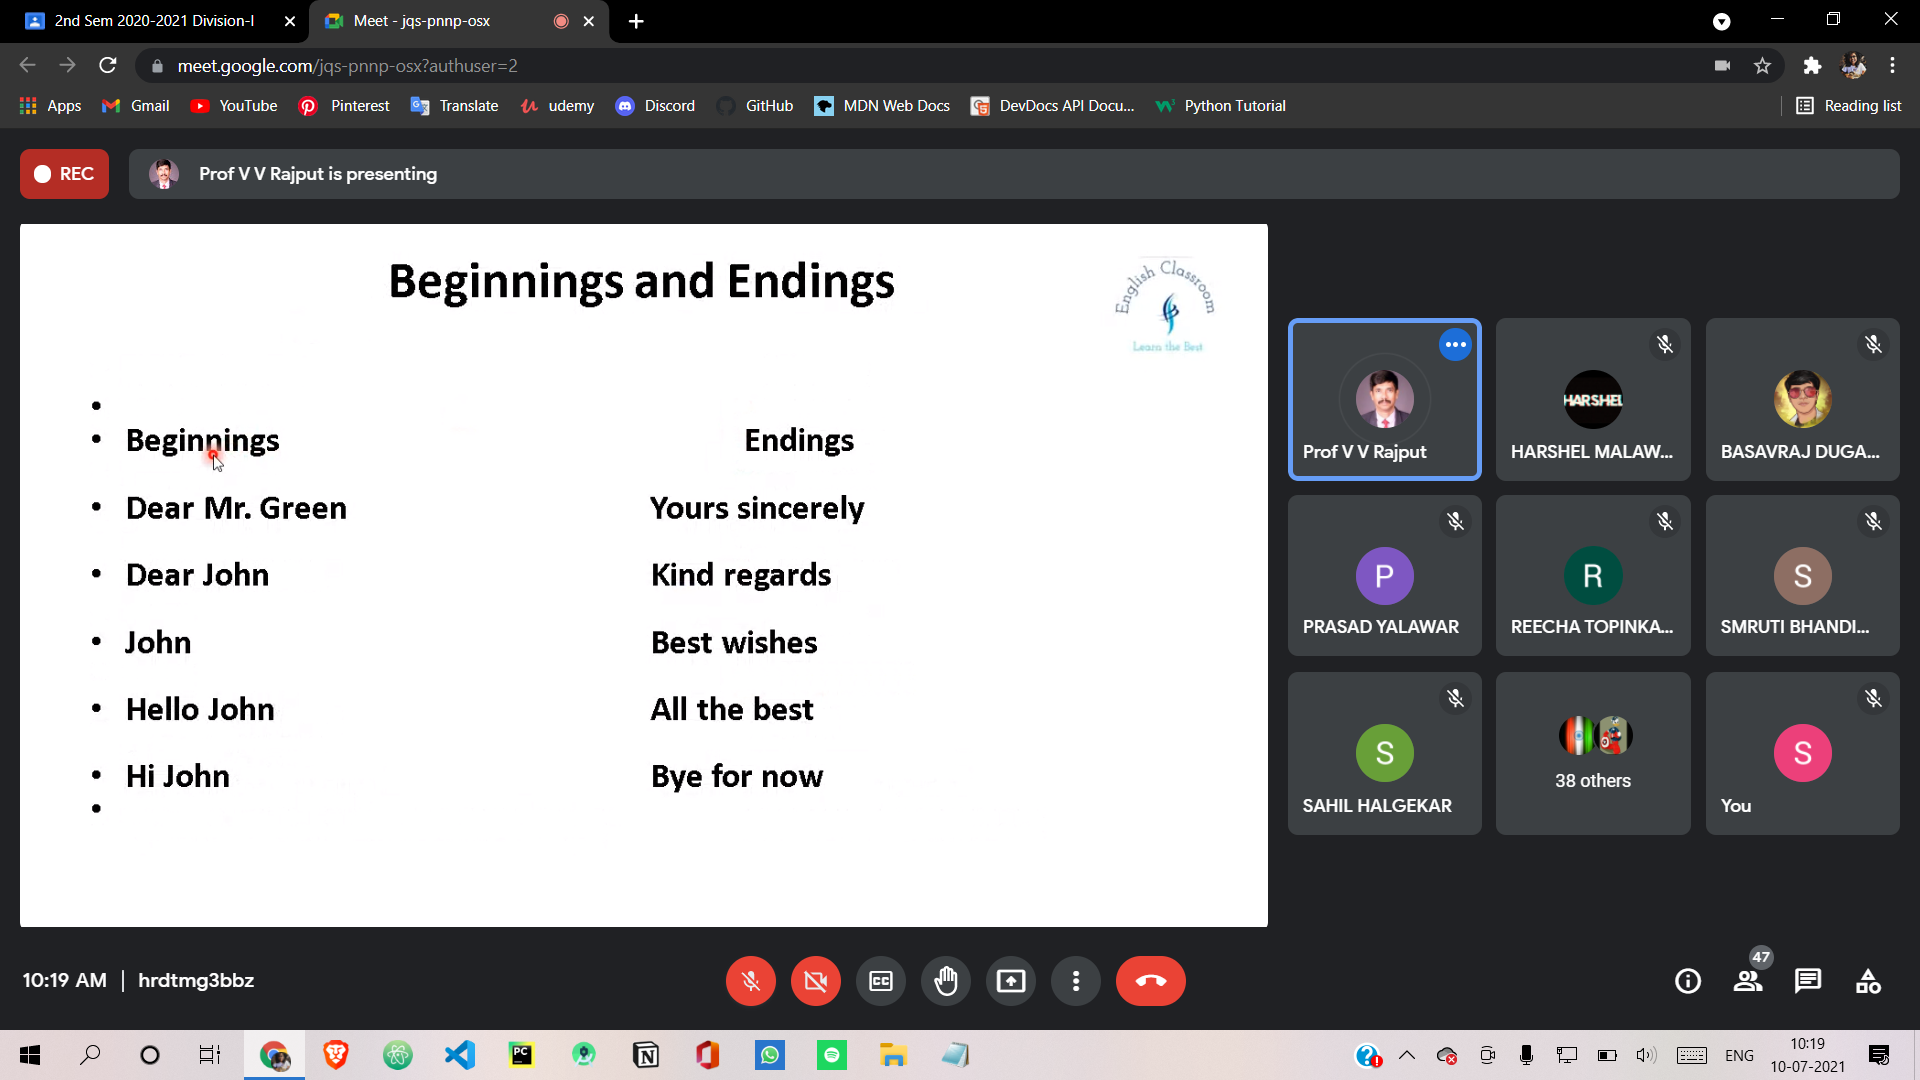 2nd Sem 2020-2021 Division-I
Meet - jqs-pnnp-osx
meet.google.com/jqs-pnnp-osx?authuser=2
Apps Gmail YouTube Pinterest Translate udemy Discord GitHub MDN Web Docs DevDocs API Docu... Python Tutorial Reading list
REC Prof V V Rajput is presenting
Beginnings and Endings
English Classroom
Learn the Best
• 
• Beginnings Endings
• Dear Mr. Green Yours sincerely
• Dear John Kind regards
• John Best wishes
• Hello John All the best
• Hi John Bye for now
• 
Prof V V Rajput HARSHEL MALAW... BASAVRAJ DUGA...
HARSHEL
P R S
PRASAD YALAWAR REECHA TOPINKA... SMRUTI BHANDI...
S 38 others S
SAHIL HALGEKAR You
10:19 AM | hrdtmg3bbz
CC
47
PC
N
ENG
10:19
10-07-2021